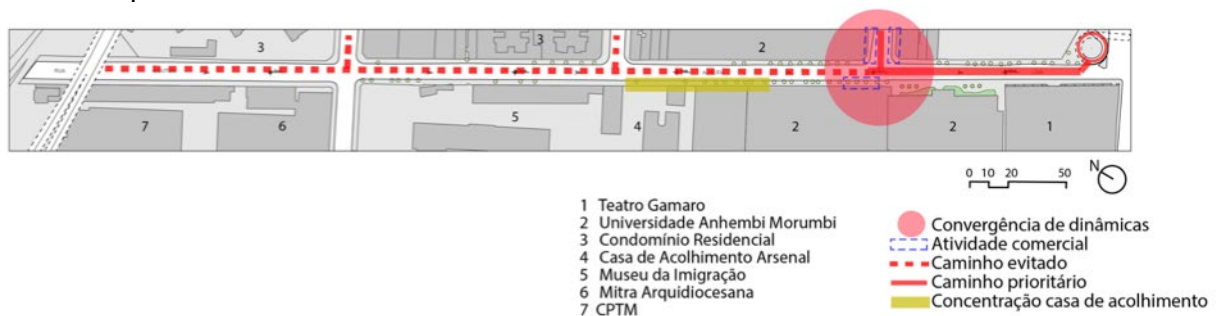 3
3
2
7
6
5
4
2
2
1
RUA
0 10 20 50
N
1 Teatro Gamaro
2 Universidade Anhembi Morumbi
3 Condomínio Residencial
4 Casa de Acolhimento Arsenal
5 Museu da Imigração
6 Mitra Arquidiocesana
7 CPTM
Convergência de dinâmicas
Atividade comercial
Caminho evitado
Caminho prioritário
Concentração casa de acolhimento